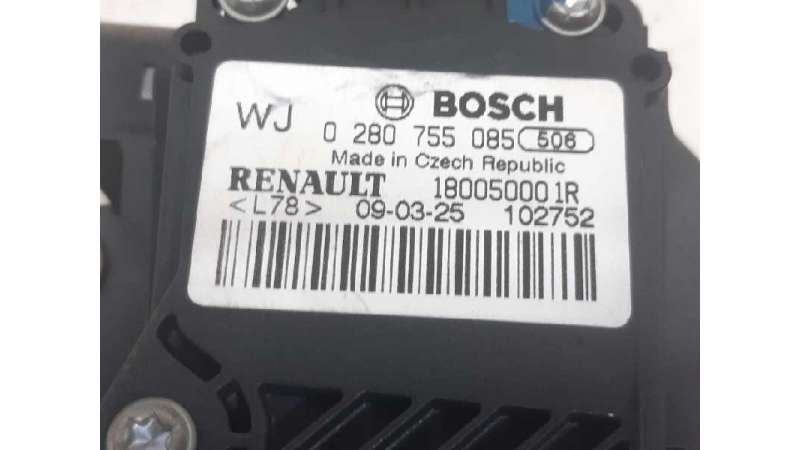 WJ BOSCH
0 280 755 085 506
Made in Czech Republic
RENAULT 180050001R
<L78> 09-03-25 102752